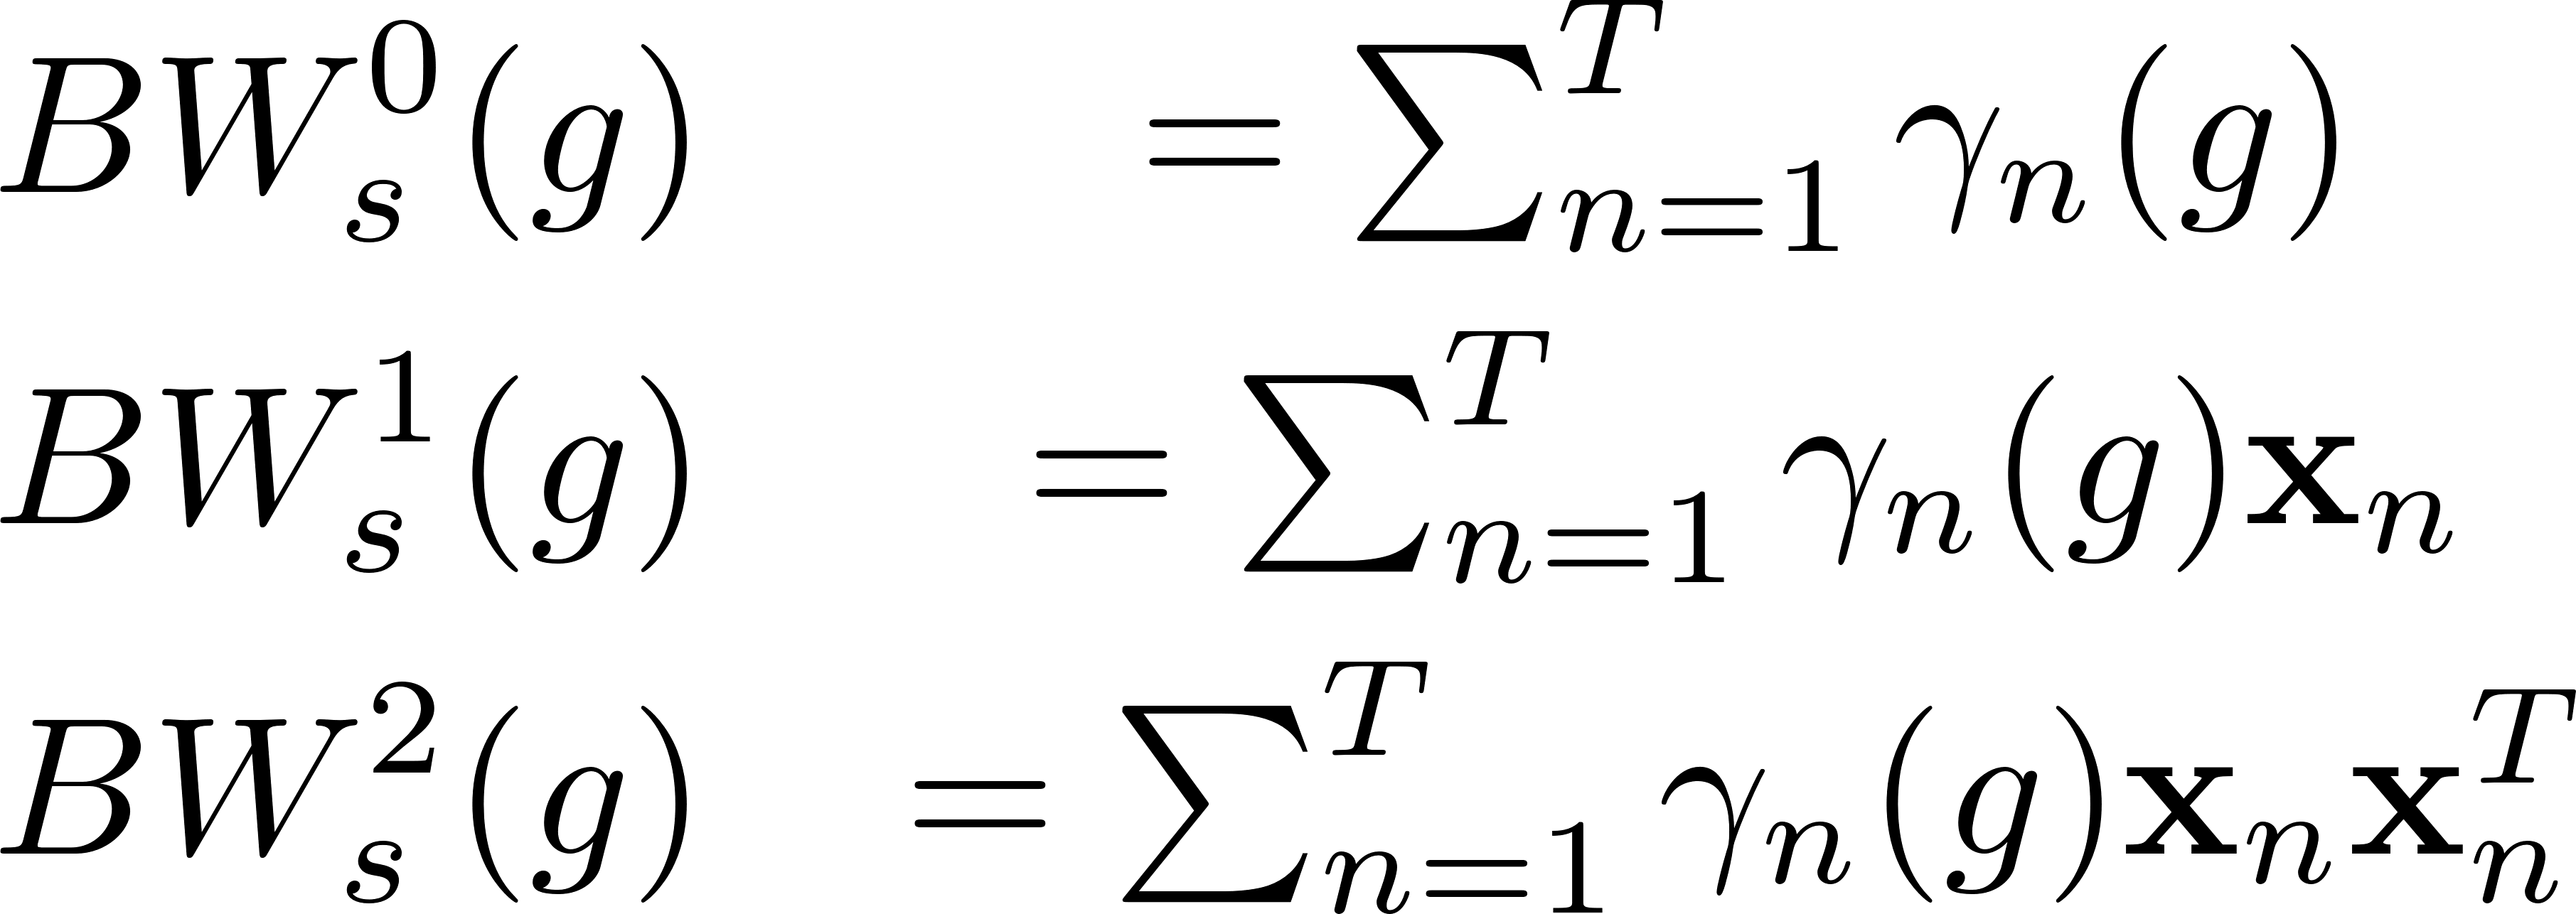 $BW_s^0(g) = \sum_{n=1}^{T} \gamma_n(g)$
$BW_s^1(g) = \sum_{n=1}^{T} \gamma_n(g)\mathbf{x}_n$
$BW_s^2(g) = \sum_{n=1}^{T} \gamma_n(g)\mathbf{x}_n\mathbf{x}_n^T$